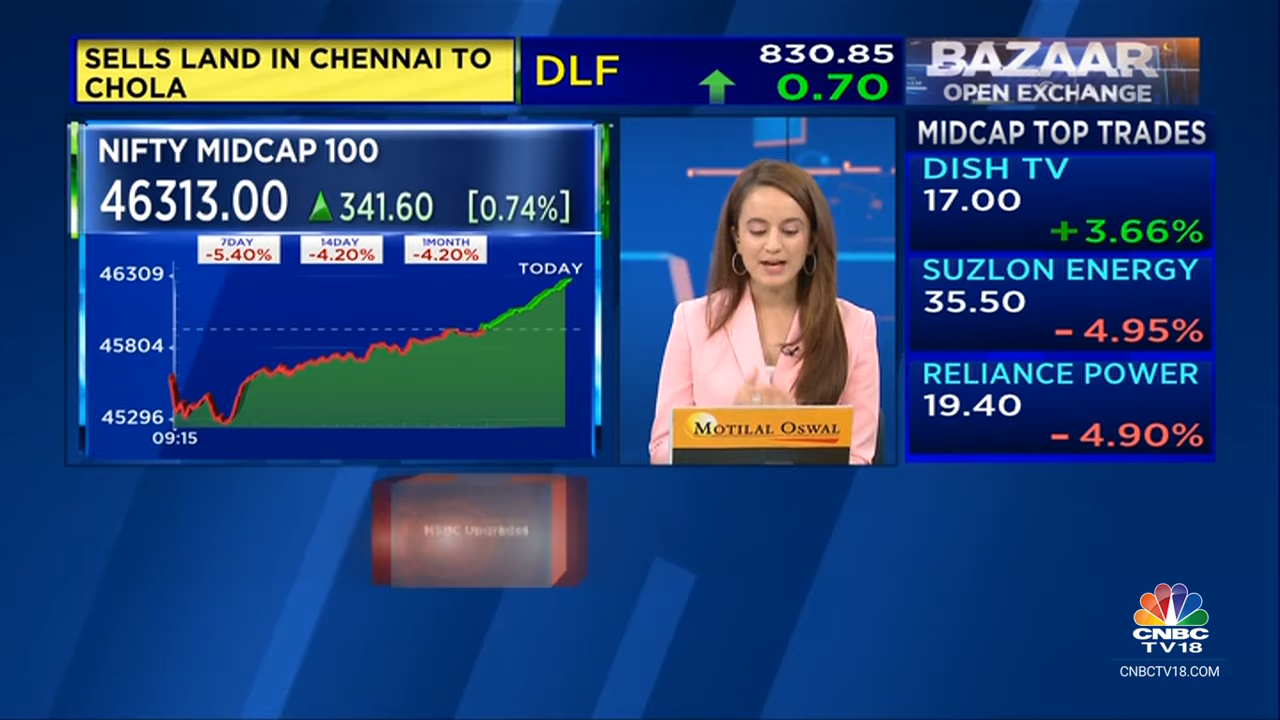 SELLS LAND IN CHENNAI TO
CHOLA
DLF
830.85
0.70
BAZAAR
OPEN EXCHANGE
NIFTY MIDCAP 100
46313.00 341.60 [0.74%]
7DAY
-5.40%
14DAY
-4.20%
1MONTH
-4.20%
TODAY
46309
45804
45296
09:15
MOTILAL OSWAL
MIDCAP TOP TRADES
DISH TV
17.00
+3.66%
SUZLON ENERGY
35.50
-4.95%
RELIANCE POWER
19.40
-4.90%
HSBC Upgrades
CNBC
TV18
CNBCTV18.COM